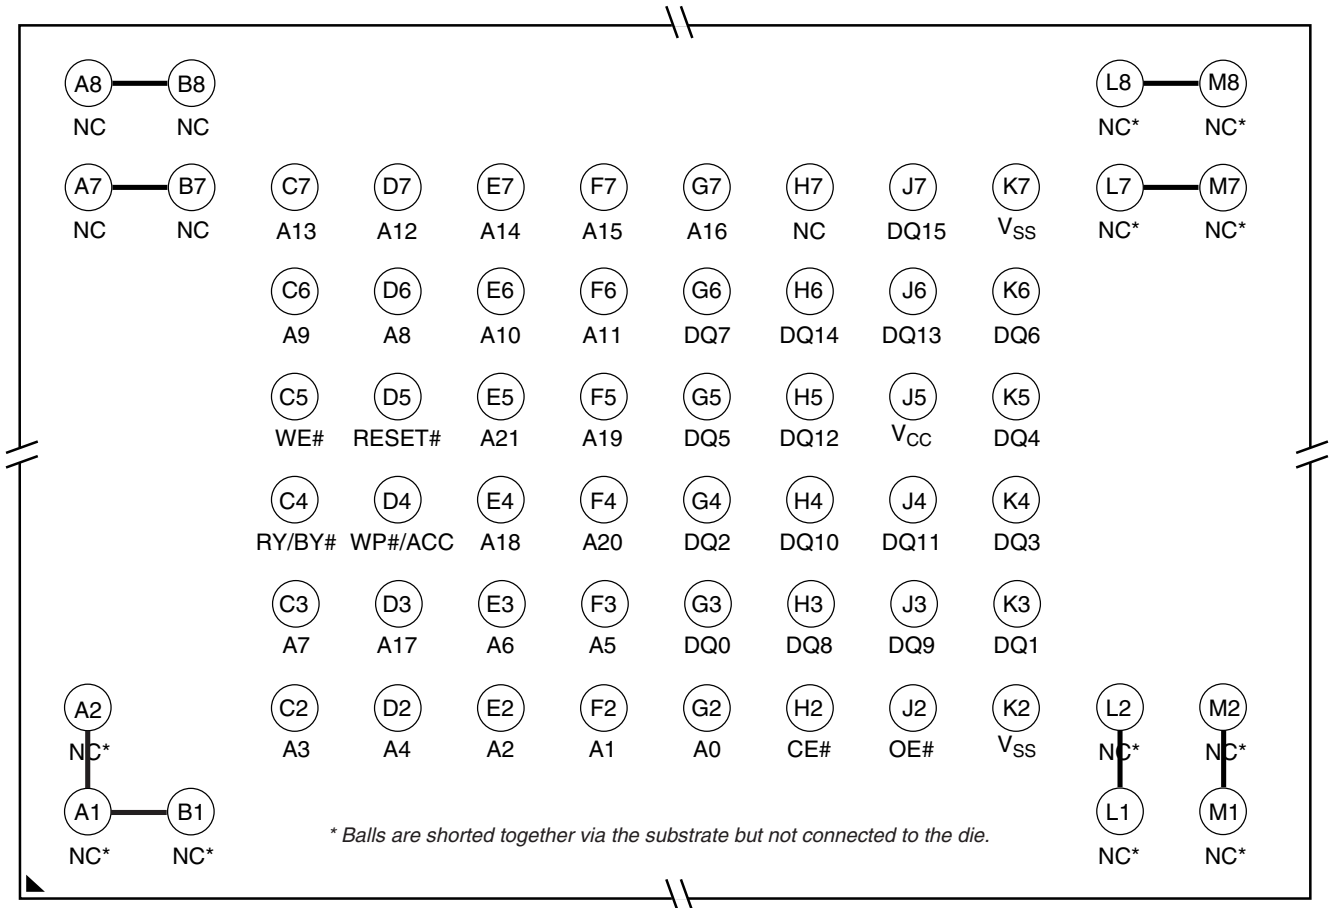 A8 B8 L8 M8
NC NC NC* NC*
A7 B7 C7 D7 E7 F7 G7 H7 J7 K7 L7 M7
NC NC A13 A12 A14 A15 A16 NC DQ15 VSS NC* NC*
C6 D6 E6 F6 G6 H6 J6 K6
A9 A8 A10 A11 DQ7 DQ14 DQ13 DQ6
C5 D5 E5 F5 G5 H5 J5 K5
WE# RESET# A21 A19 DQ5 DQ12 VCC DQ4
C4 D4 E4 F4 G4 H4 J4 K4
RY/BY# WP#/ACC A18 A20 DQ2 DQ10 DQ11 DQ3
C3 D3 E3 F3 G3 H3 J3 K3
A7 A17 A6 A5 DQ0 DQ8 DQ9 DQ1
A2 C2 D2 E2 F2 G2 H2 J2 K2 L2 M2
NC* A3 A4 A2 A1 A0 CE# OE# VSS NC* NC*
A1 B1 L1 M1
* Balls are shorted together via the substrate but not connected to the die.
NC* NC* NC* NC*